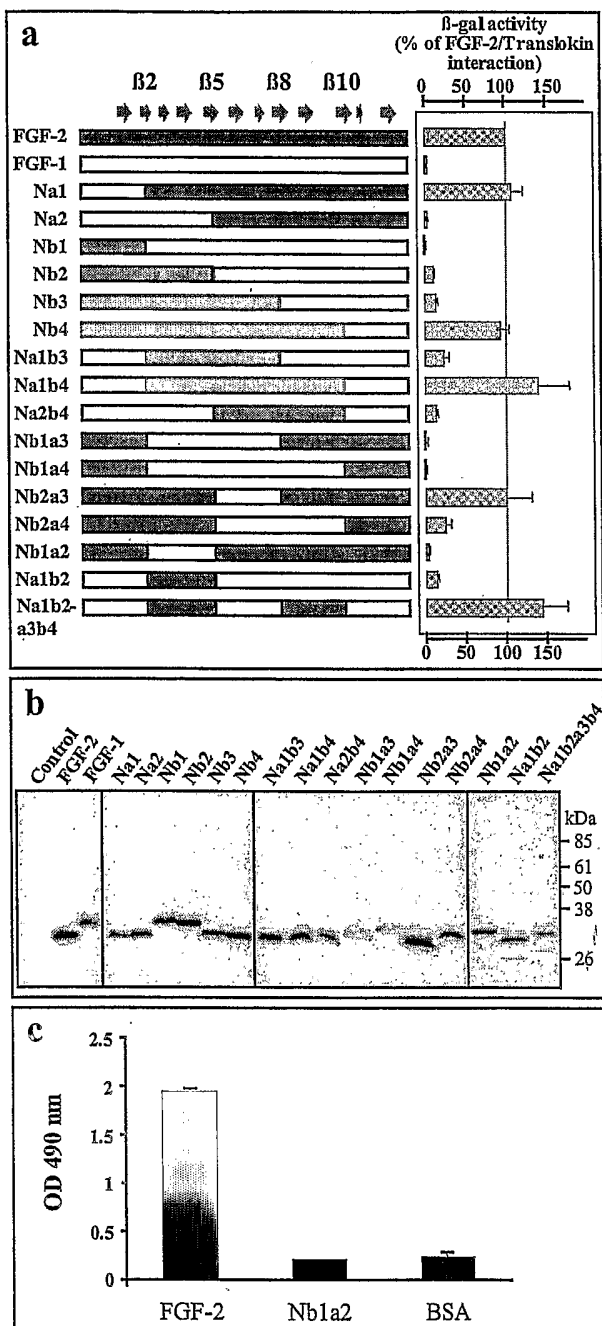 a
ß-gal activity
(% of FGF-2/Translokin
interaction)
0 50 100 150
ß2 ß5 ß8 ß10
FGF-2
FGF-1
Na1
Na2
Nb1
Nb2
Nb3
Nb4
Na1b3
Na1b4
Na2b4
Nb1a3
Nb1a4
Nb2a3
Nb2a4
Nb1a2
Na1b2
Na1b2-
a3b4
0 50 100 150
b
Control FGF-2 FGF-1 Na1 Na2 Nb1 Nb2 Nb3 Nb4 Na1b3 Na1b4 Na2b4 Nb1a3 Nb1a4 Nb2a3 Nb2a4 Nb1a2 Na1b2 Na1b2a3b4
kDa
85
61
50
38
26
c
OD 490 nm
2.5
2
1.5
1
0.5
0
FGF-2 Nb1a2 BSA